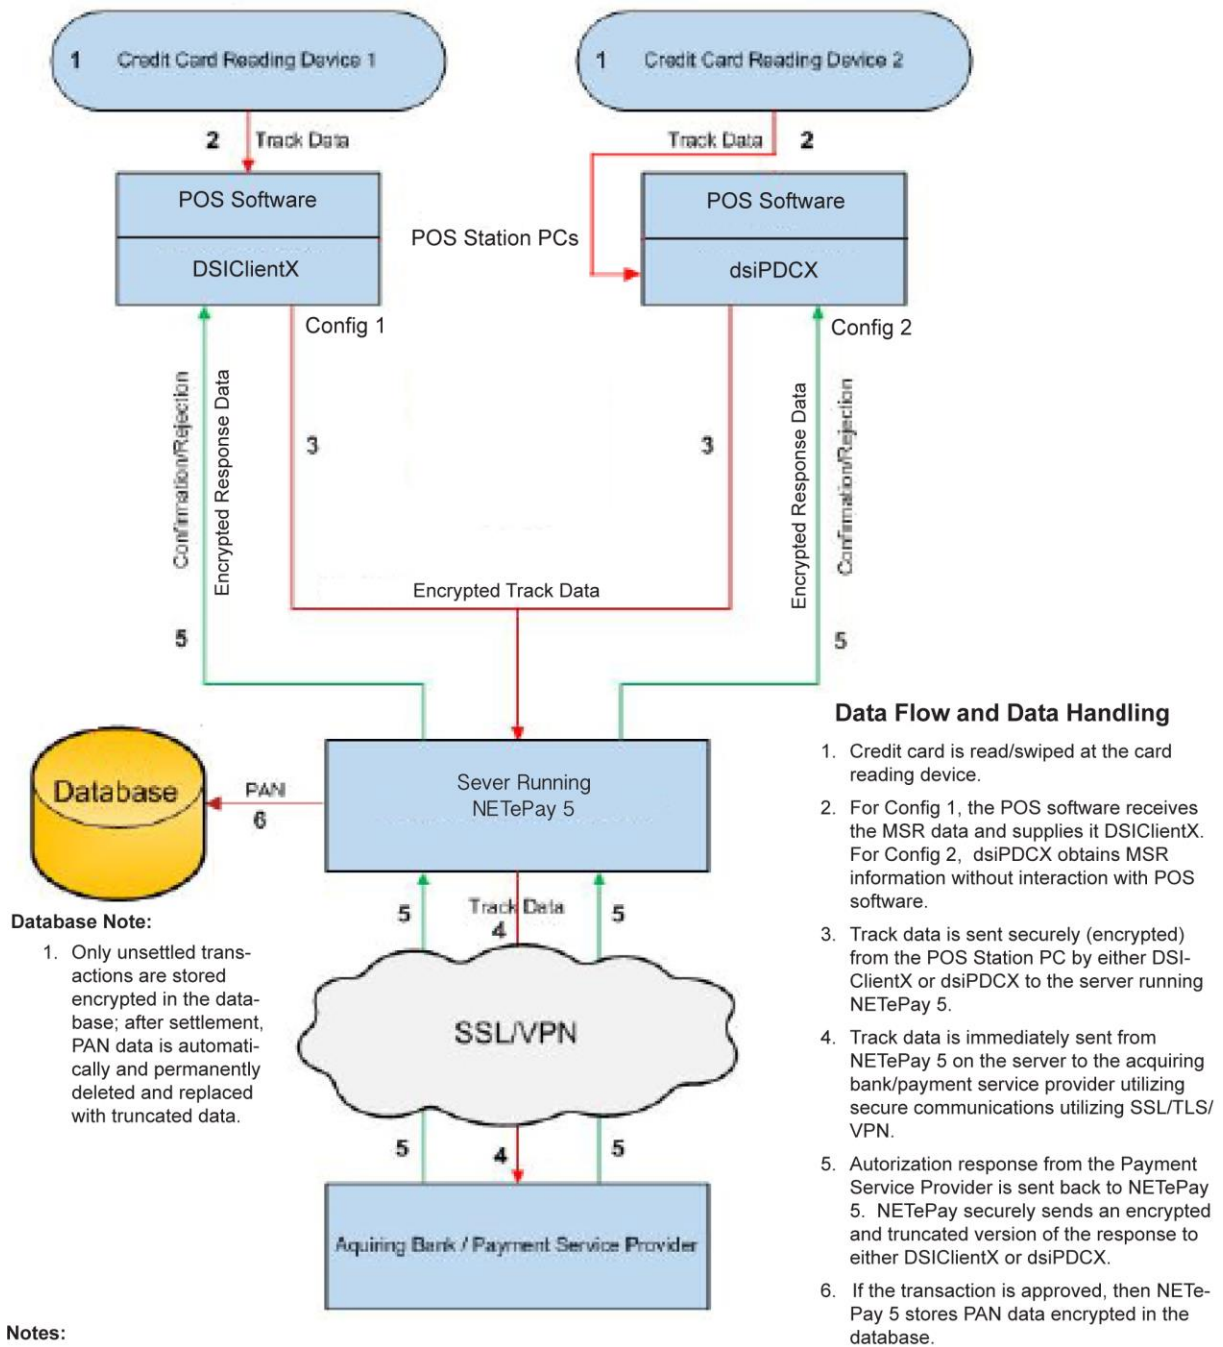 1 Credit Card Reading Device 1
1 Credit Card Reading Device 2
2 Track Data
Track Data 2
POS Software
DSIClientX
POS Station PCs
POS Software
dsiPDCX
Config 1
Config 2
Confirmation/Rejection
Encrypted Response Data
3
3
Encrypted Response Data
Confirmation/Rejection
Encrypted Track Data
5
5
Database
PAN
6
Sever Running
NETePay 5
5
Track Data
4
5
SSL/VPN
5
4
5
Aquiring Bank / Payment Service Provider
Database Note:
1. Only unsettled trans-
actions are stored
encrypted in the data-
base; after settlement,
PAN data is automati-
cally and permanently
deleted and replaced
with truncated data.
Notes:
Data Flow and Data Handling
1. Credit card is read/swiped at the card
reading device.
2. For Config 1, the POS software receives
the MSR data and supplies it DSIClientX.
For Config 2, dsiPDCX obtains MSR
information without interaction with POS
software.
3. Track data is sent securely (encrypted)
from the POS Station PC by either DSI-
ClientX or dsiPDCX to the server running
NETePay 5.
4. Track data is immediately sent from
NETePay 5 on the server to the acquiring
bank/payment service provider utilizing
secure communications utilizing SSL/TLS/
VPN.
5. Autorization response from the Payment
Service Provider is sent back to NETePay
5. NETePay securely sends an encrypted
and truncated version of the response to
either DSIClientX or dsiPDCX.
6. If the transaction is approved, then NETe-
Pay 5 stores PAN data encrypted in the
database.